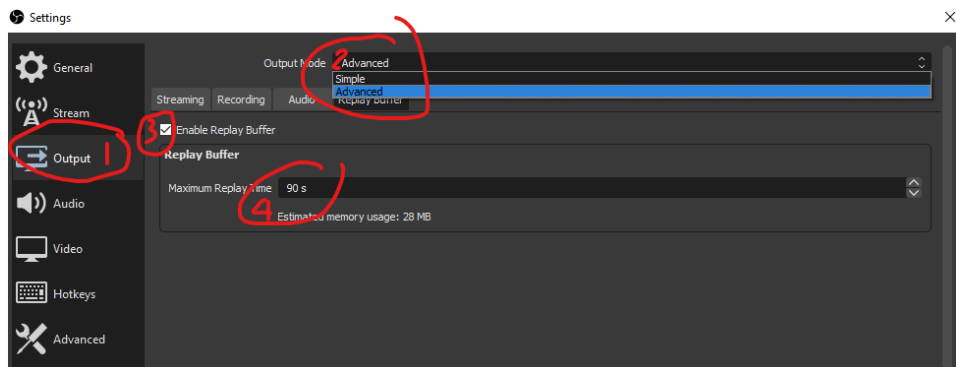 Settings
General
Output Mode 2 Advanced
Simple
Advanced
Stream
Streaming Recording Audio Replay Buffer
3 Enable Replay Buffer
Output 1
Replay Buffer
Maximum Replay Time 90 s
4
Estimated memory usage: 28 MB
Audio
Video
Hotkeys
Advanced